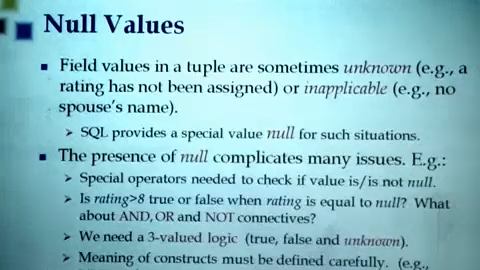 Null Values
Field values in a tuple are sometimes unknown (e.g., a
rating has not been assigned) or inapplicable (e.g., no
spouse's name).
SQL provides a special value null for such situations.
The presence of null complicates many issues. E.g.:
Special operators needed to check if value is/is not null.
Is rating>8 true or false when rating is equal to null? What
about AND, OR and NOT connectives?
We need a 3-valued logic (true, false and unknown).
Meaning of constructs must be defined carefully. (e.g.,